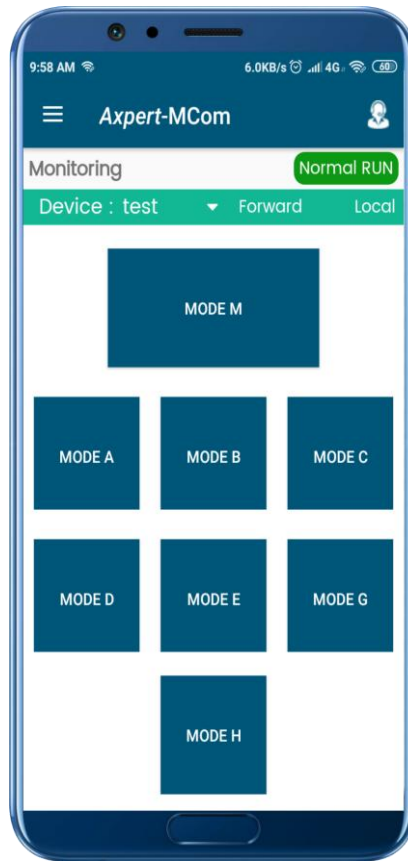 9:58 AM 6.0KB/s 4G 60
Axpert-MCom
Monitoring Normal RUN
Device : test Forward Local
MODE M
MODE A MODE B MODE C
MODE D MODE E MODE G
MODE H